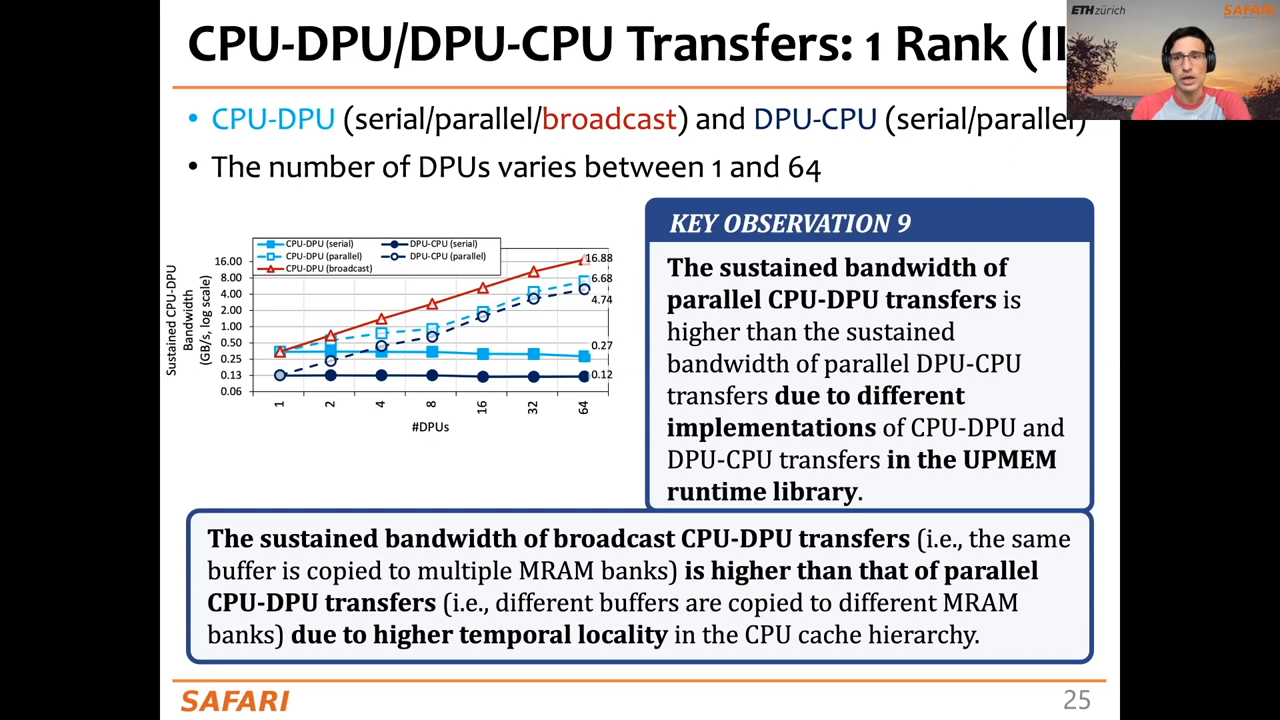 CPU-DPU/DPU-CPU Transfers: 1 Rank (II
ETH zürich
SAFARI
• CPU-DPU (serial/parallel/broadcast) and DPU-CPU (serial/parallel)
• The number of DPUs varies between 1 and 64
CPU-DPU (serial)
DPU-CPU (serial)
CPU-DPU (parallel)
DPU-CPU (parallel)
CPU-DPU (broadcast)
Sustained CPU-DPU
Bandwidth
(GB/s, log scale)
16.00
8.00
4.00
2.00
1.00
0.50
0.25
0.13
0.06
16.88
6.68
4.74
0.27
0.12
1 2 4 8 16 32 64
#DPUs
KEY OBSERVATION 9
The sustained bandwidth of
parallel CPU-DPU transfers is
higher than the sustained
bandwidth of parallel DPU-CPU
transfers due to different
implementations of CPU-DPU and
DPU-CPU transfers in the UPMEM
runtime library.
The sustained bandwidth of broadcast CPU-DPU transfers (i.e., the same
buffer is copied to multiple MRAM banks) is higher than that of parallel
CPU-DPU transfers (i.e., different buffers are copied to different MRAM
banks) due to higher temporal locality in the CPU cache hierarchy.
SAFARI
25